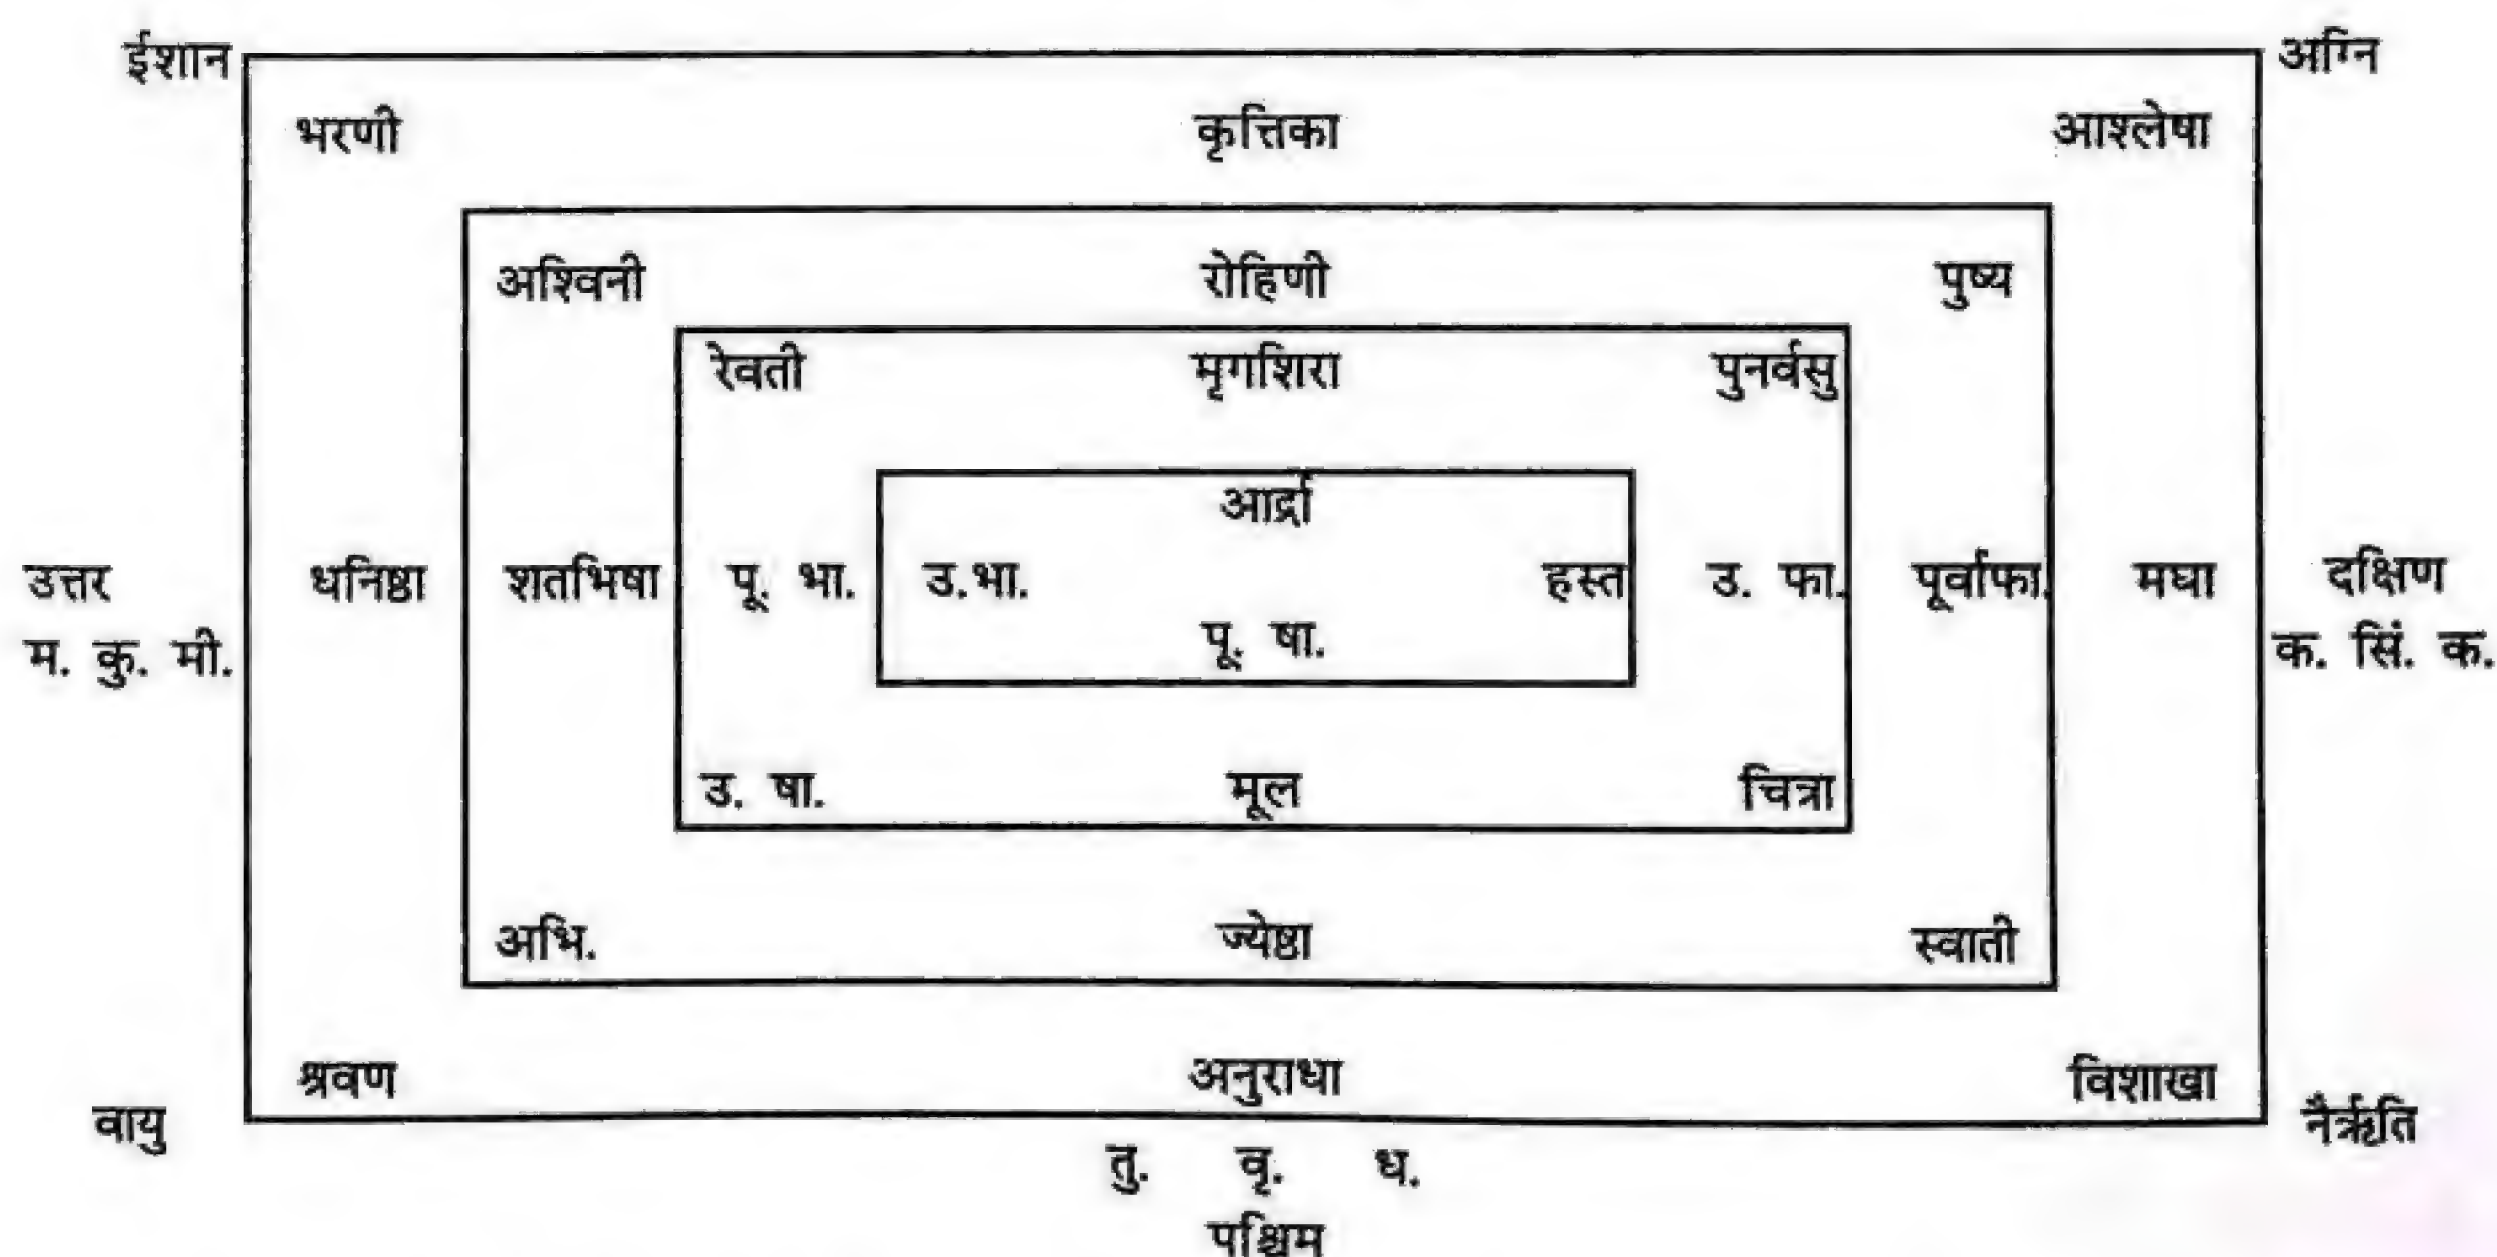 ईशान अग्नि
भरणी कृत्तिका आश्लेषा
अश्विनी रोहिणी पुष्य
रेवती मृगशिरा पुनर्वसु
आर्द्रा
उत्तर धनिष्ठा शतभिषा पू. भा. उ.भा. हस्त उ. फा. पूर्वाफा. मघा दक्षिण
म. कु. मी. पू. षा. क. सिं. क.
उ. षा. मूल चित्रा
अभि. ज्येष्ठा स्वाती
श्रवण अनुराधा विशाखा
वायु नैर्ऋति
तु. वृ. ध.
पश्चिम